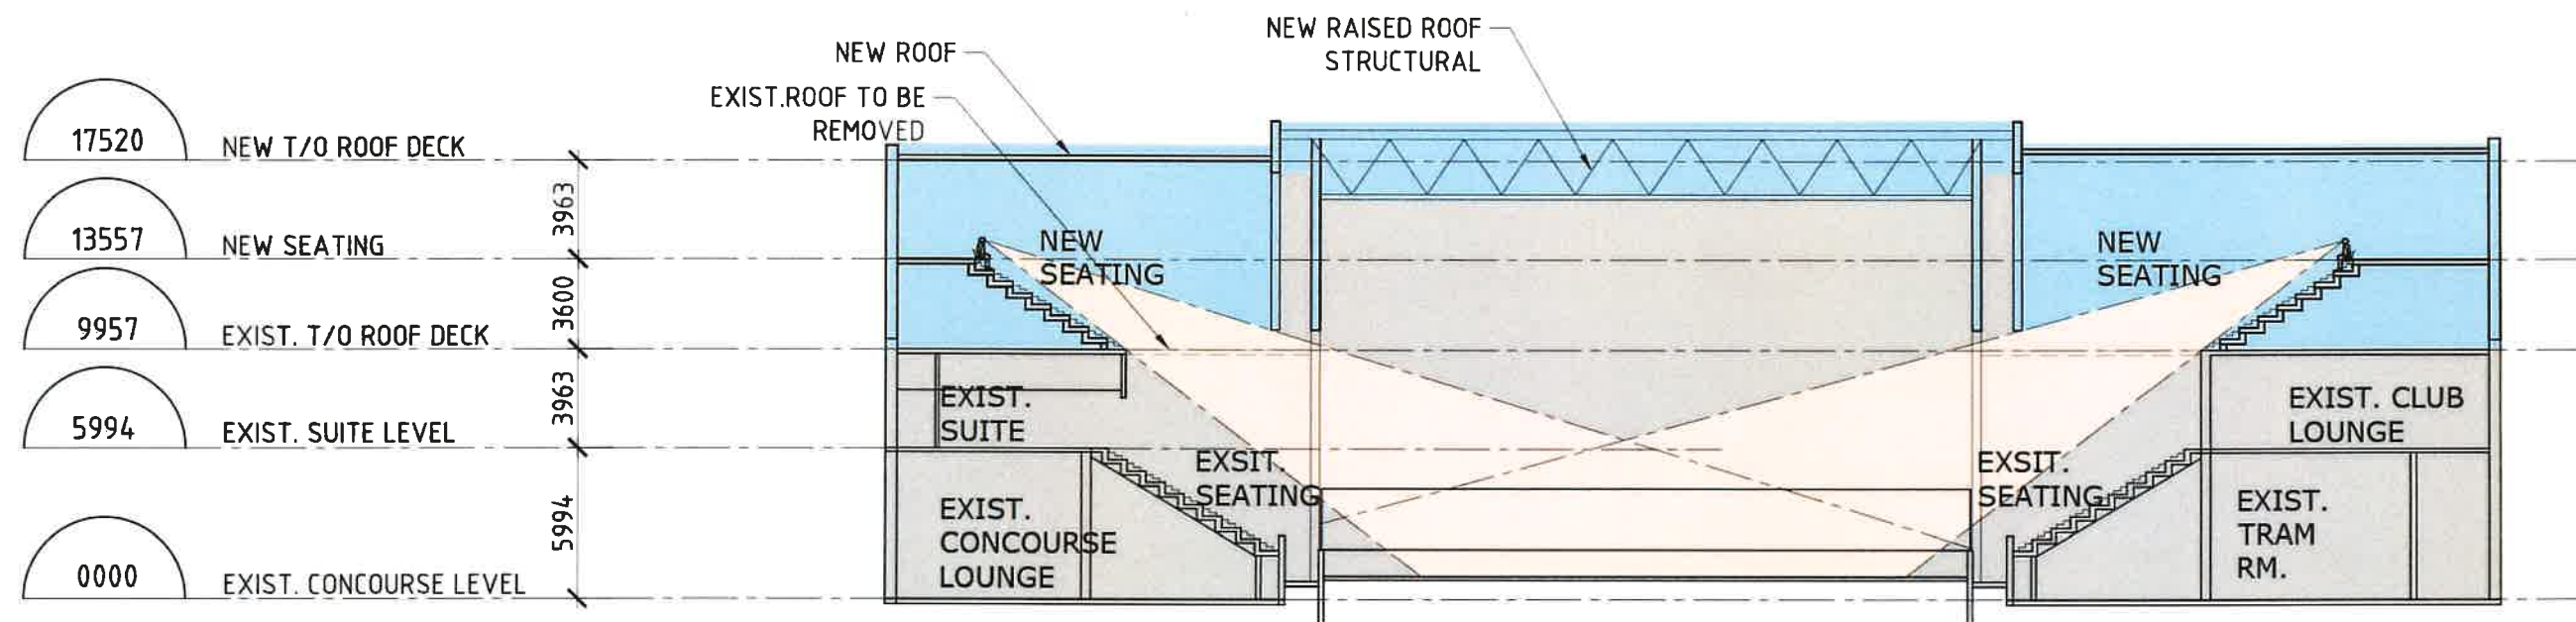 NEW RAISED ROOF
STRUCTURAL
NEW ROOF
EXIST.ROOF TO BE
REMOVED
17520 NEW T/O ROOF DECK
3963
13557 NEW SEATING
3600
9957 EXIST. T/O ROOF DECK
3963
5994 EXIST. SUITE LEVEL
5994
0000 EXIST. CONCOURSE LEVEL
NEW
SEATING
NEW
SEATING
EXIST.
SUITE
EXIST. CLUB
LOUNGE
EXSIT.
SEATING
EXSIT.
SEATING
EXIST.
CONCOURSE
LOUNGE
EXIST.
TRAM
RM.